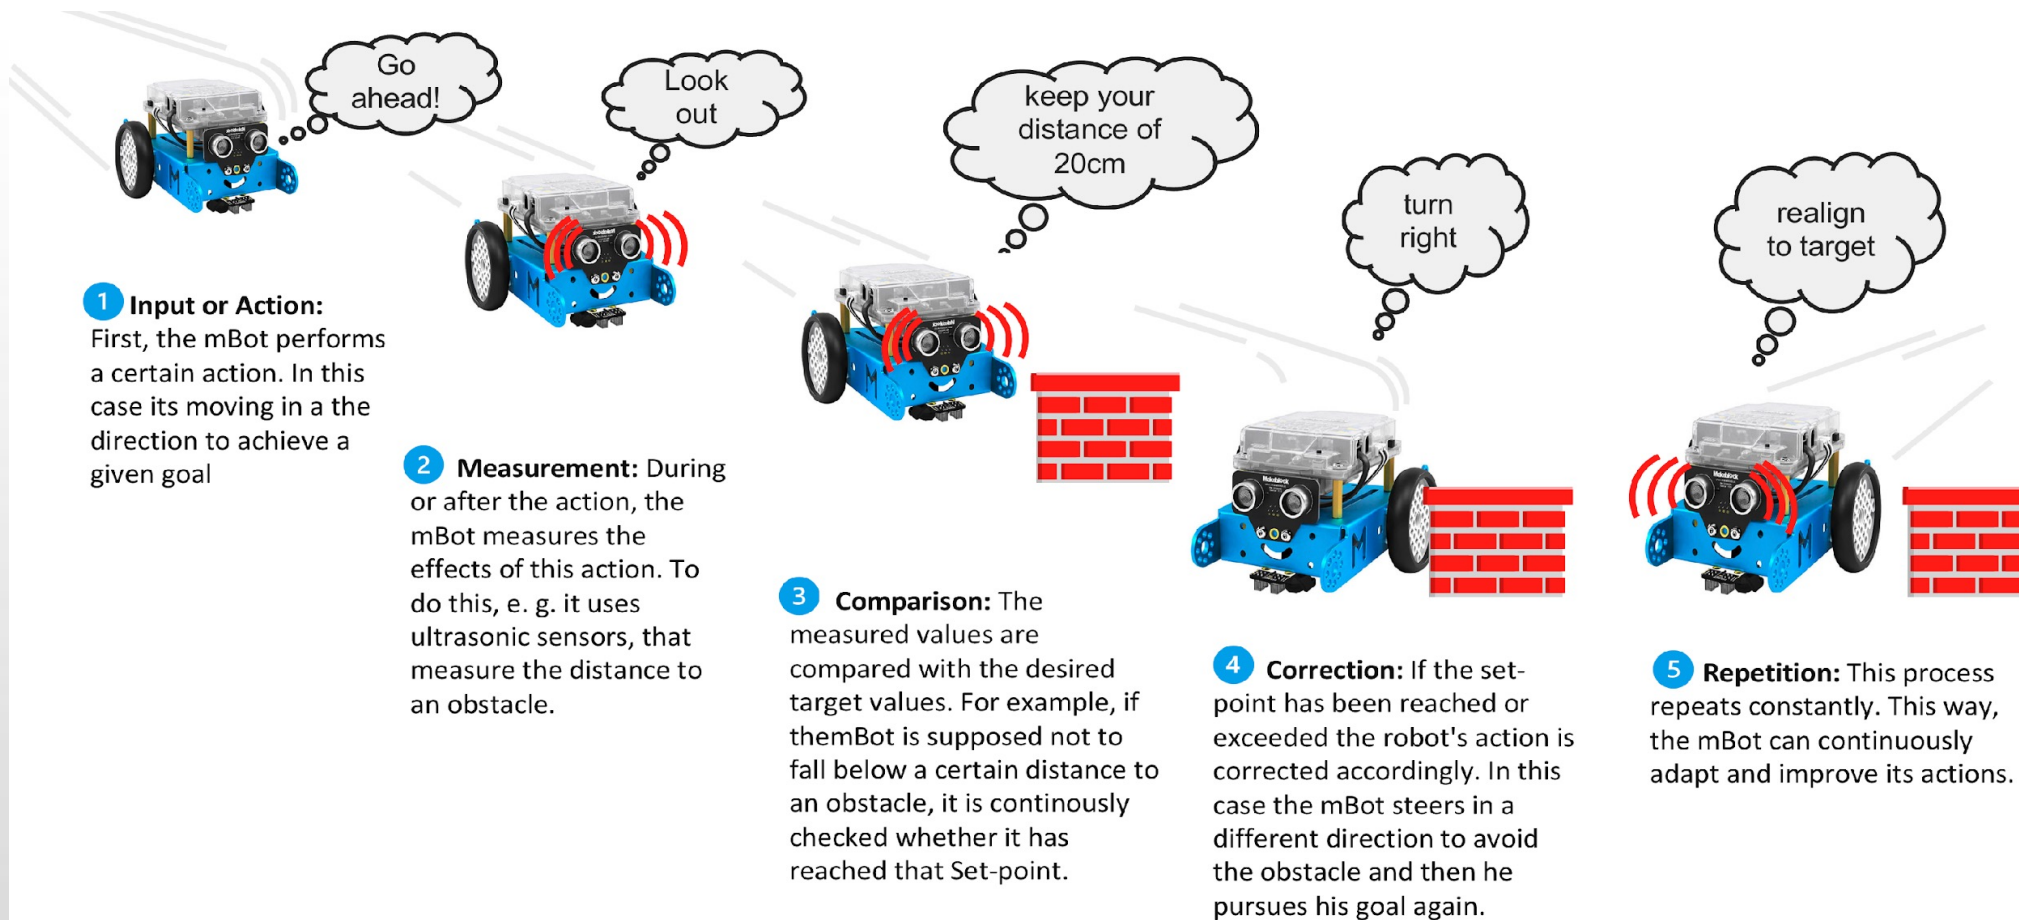 Go
ahead!
Look
out
keep your
distance of
20cm
turn
right
realign
to target
1 Input or Action:
First, the mBot performs
a certain action. In this
case its moving in a the
direction to achieve a
given goal
2 Measurement: During
or after the action, the
mBot measures the
effects of this action. To
do this, e. g. it uses
ultrasonic sensors, that
measure the distance to
an obstacle.
3 Comparison: The
measured values are
compared with the desired
target values. For example, if
themBot is supposed not to
fall below a certain distance to
an obstacle, it is continously
checked whether it has
reached that Set-point.
4 Correction: If the set-
point has been reached or
exceeded the robot's action is
corrected accordingly. In this
case the mBot steers in a
different direction to avoid
the obstacle and then he
pursues his goal again.
5 Repetition: This process
repeats constantly. This way,
the mBot can continuously
adapt and improve its actions.
Makeblock